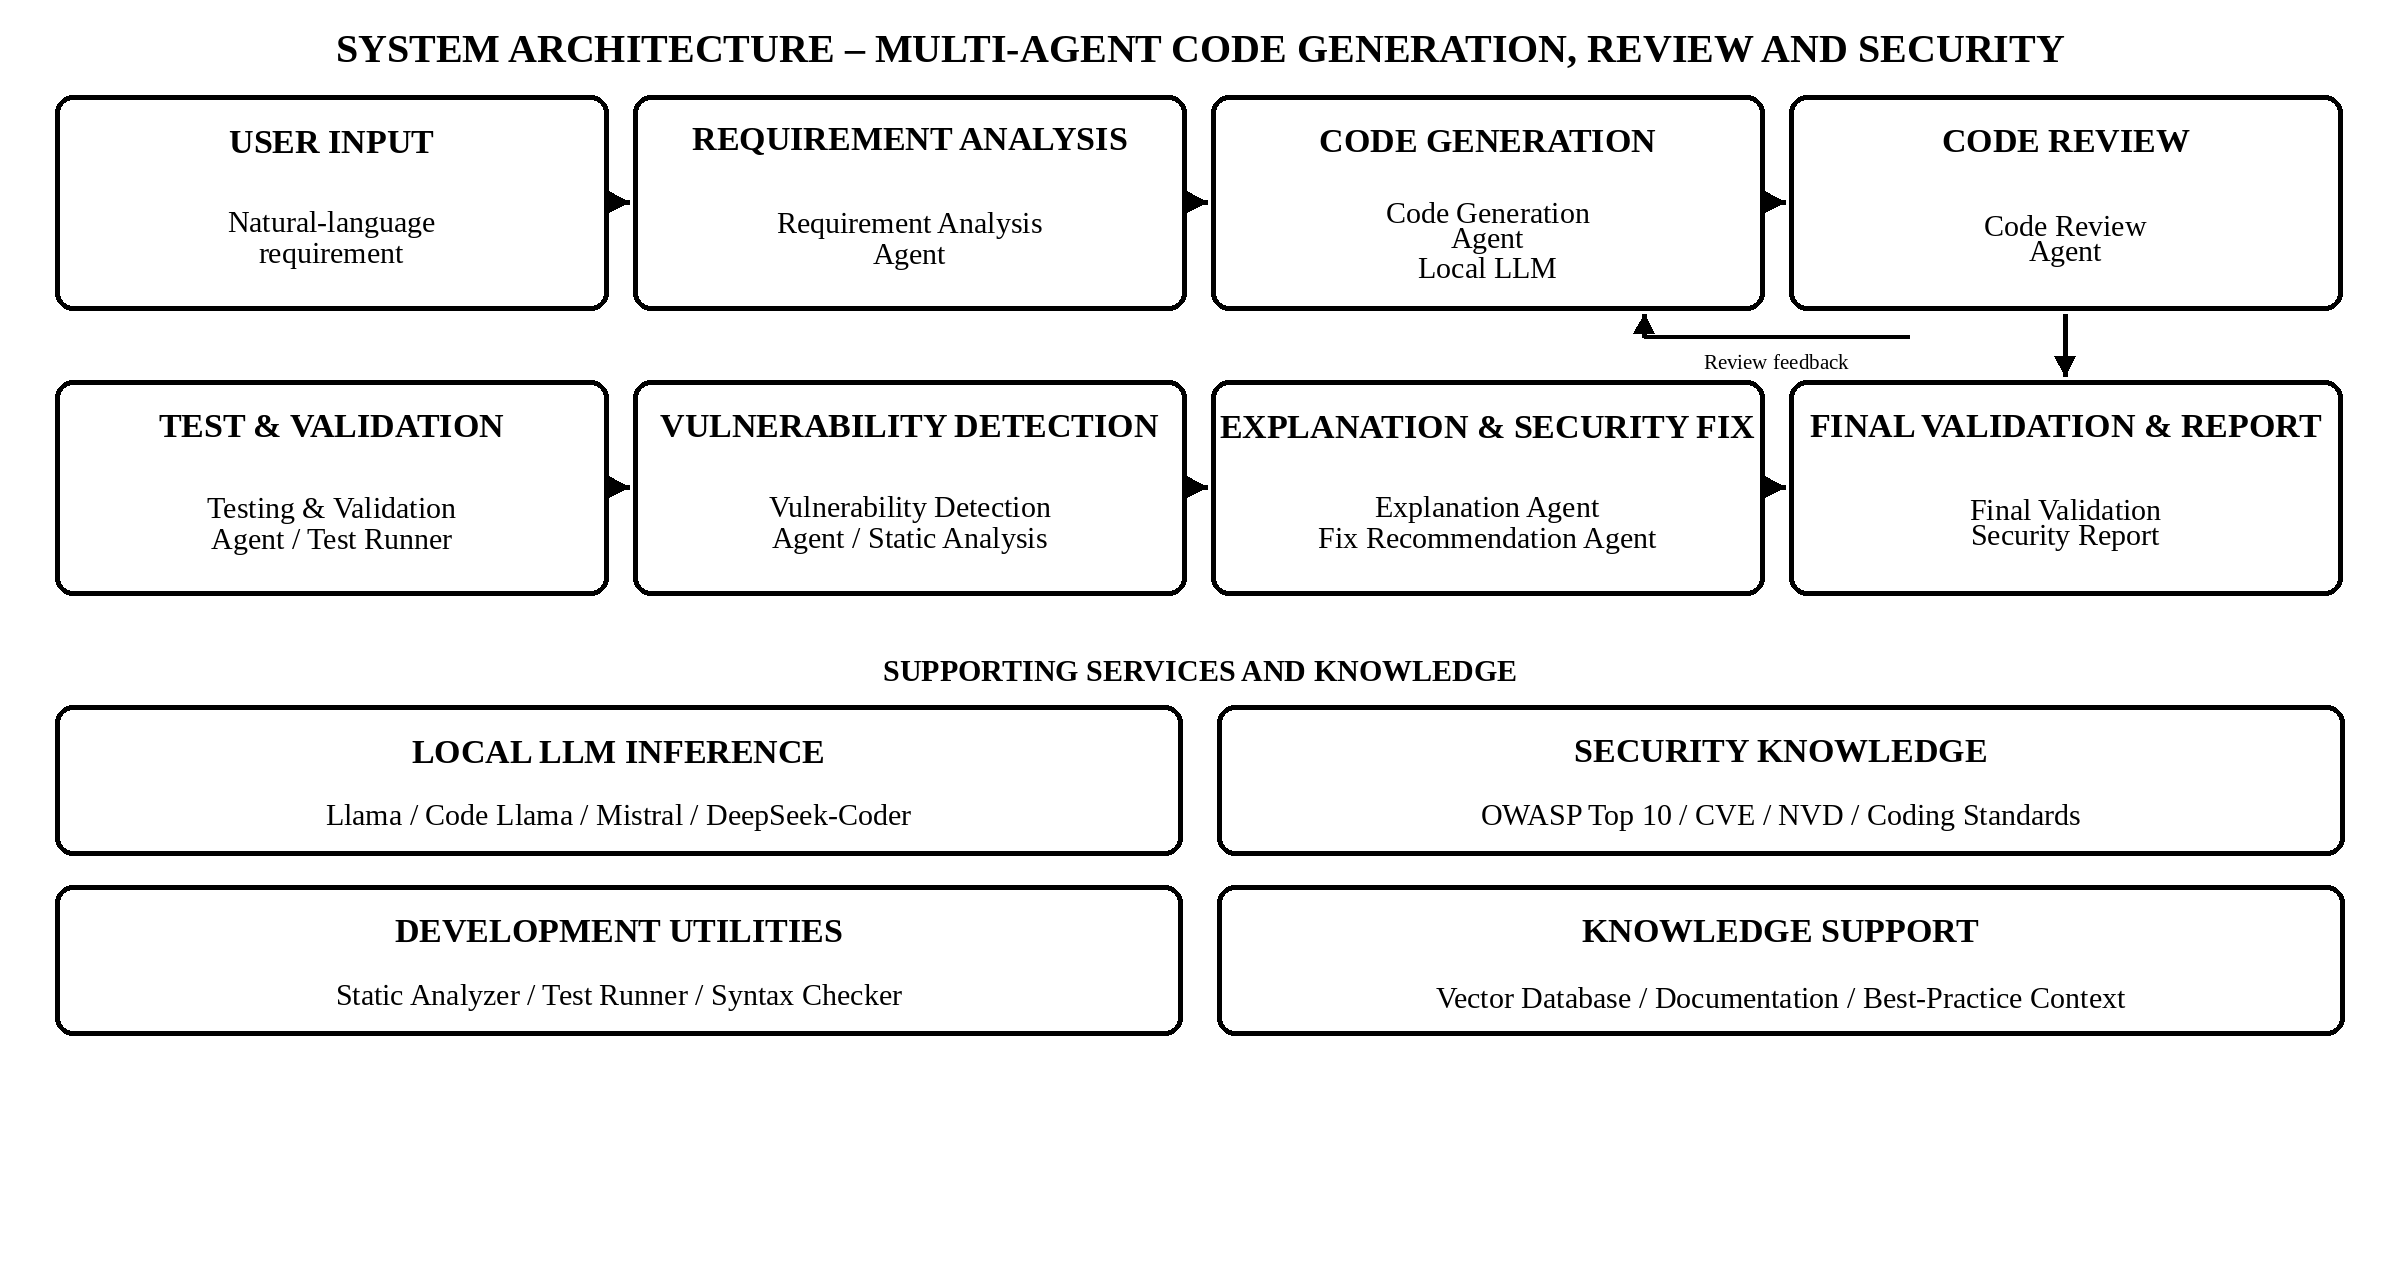 SYSTEM ARCHITECTURE – MULTI-AGENT CODE GENERATION, REVIEW AND SECURITY
USER INPUT
Natural-language
requirement
REQUIREMENT ANALYSIS
Requirement Analysis
Agent
CODE GENERATION
Code Generation
Agent
Local LLM
CODE REVIEW
Code Review
Agent
Review feedback
TEST & VALIDATION
Testing & Validation
Agent / Test Runner
VULNERABILITY DETECTION
Vulnerability Detection
Agent / Static Analysis
EXPLANATION & SECURITY FIX
Explanation Agent
Fix Recommendation Agent
FINAL VALIDATION & REPORT
Final Validation
Security Report
SUPPORTING SERVICES AND KNOWLEDGE
LOCAL LLM INFERENCE
Llama / Code Llama / Mistral / DeepSeek-Coder
SECURITY KNOWLEDGE
OWASP Top 10 / CVE / NVD / Coding Standards
DEVELOPMENT UTILITIES
Static Analyzer / Test Runner / Syntax Checker
KNOWLEDGE SUPPORT
Vector Database / Documentation / Best-Practice Context